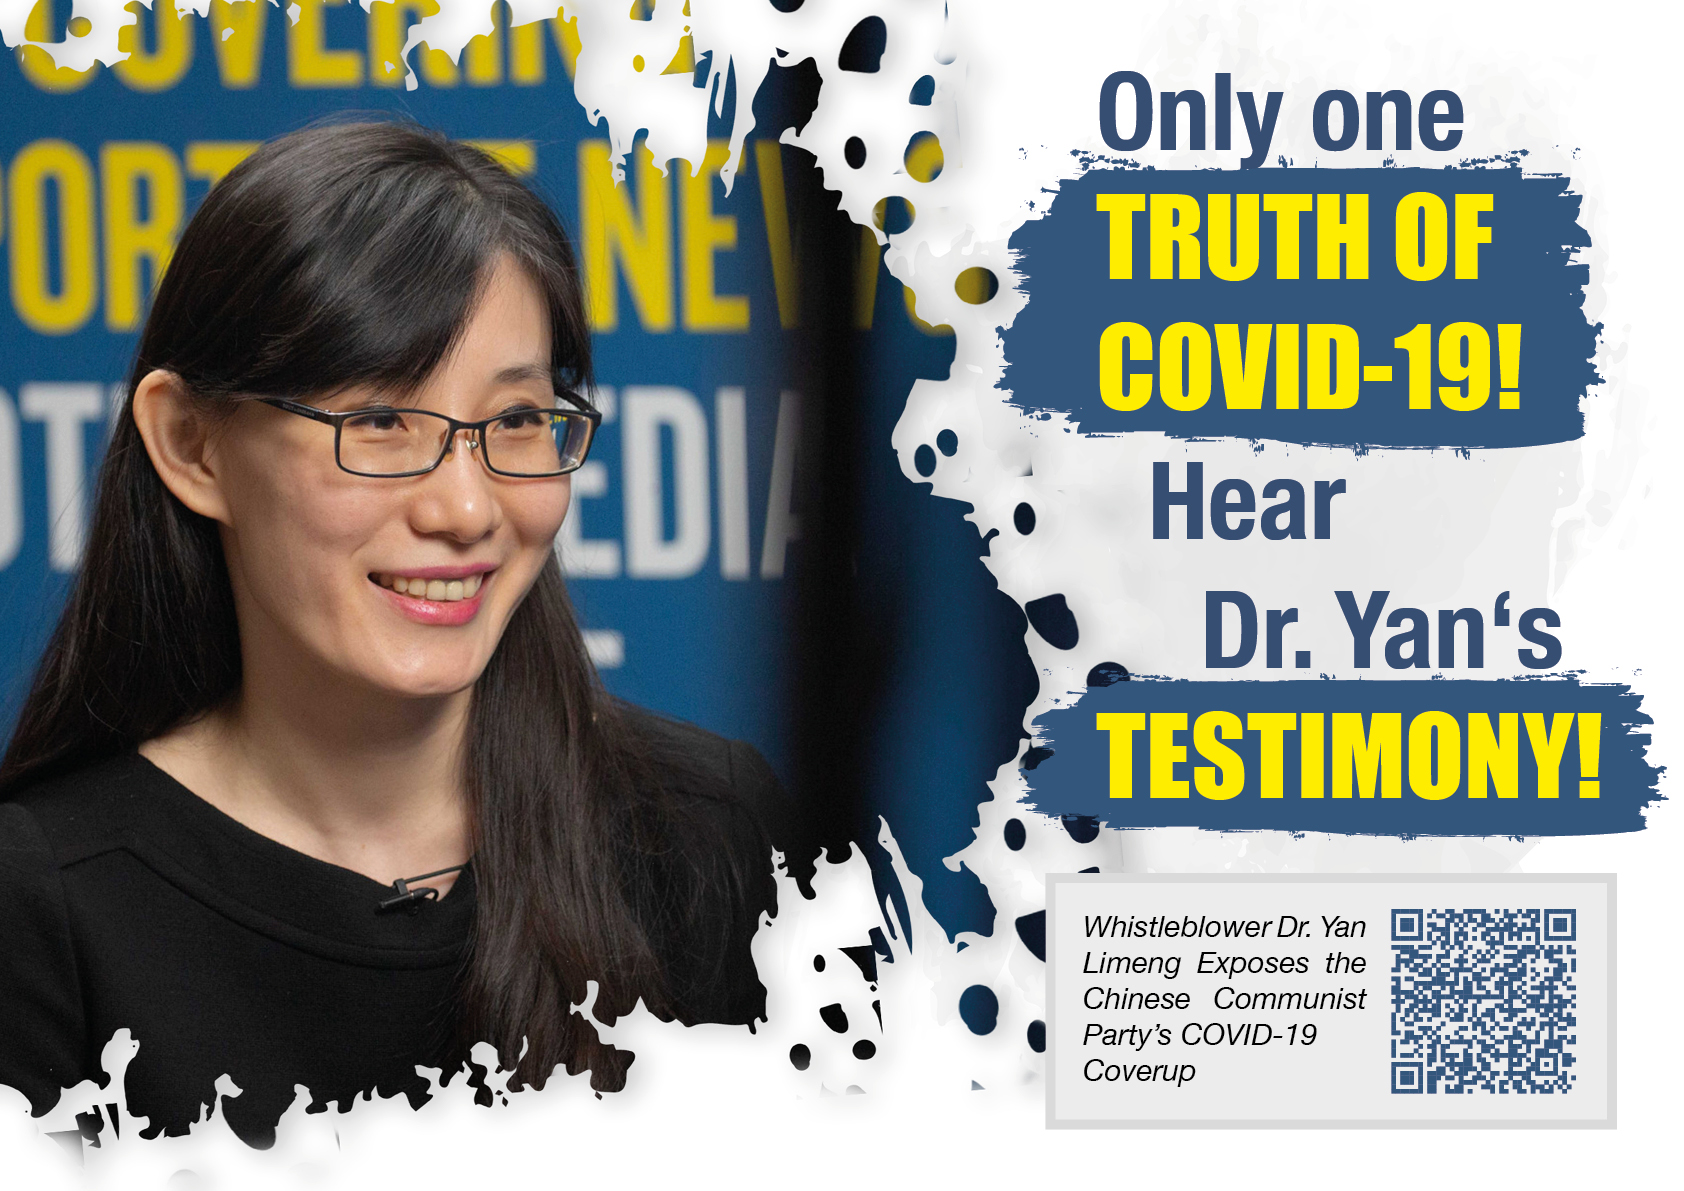 Only one
TRUTH OF
COVID-19!
Hear
Dr. Yan‘s
TESTIMONY!
Whistleblower Dr. Yan
Limeng Exposes the
Chinese Communist
Party’s COVID-19
Coverup